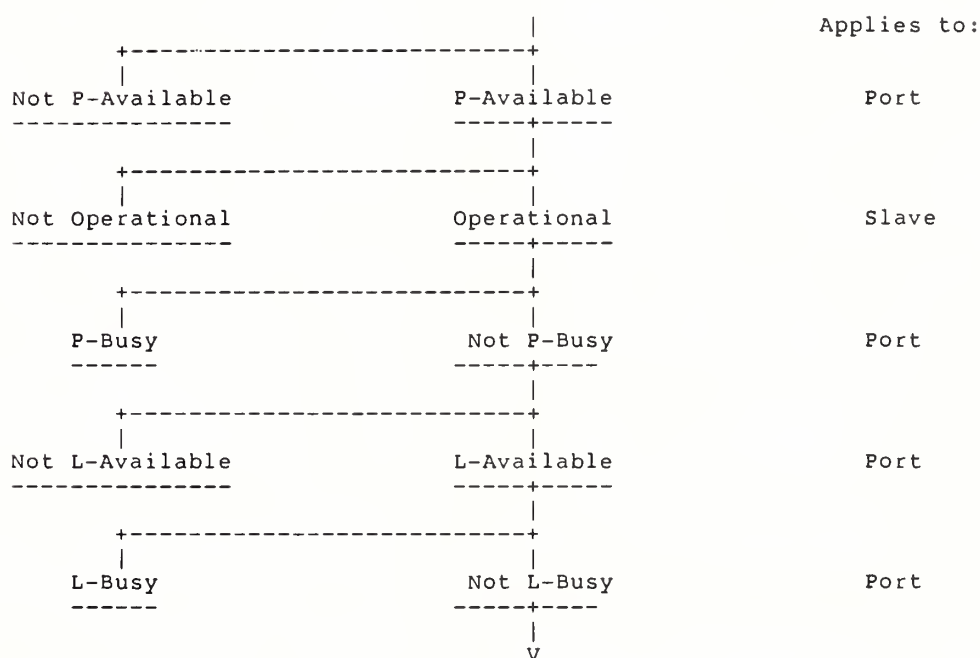 Applies to:
Not P-Available P-Available Port
Not Operational Operational Slave
P-Busy Not P-Busy Port
Not L-Available L-Available Port
L-Busy Not L-Busy Port
V